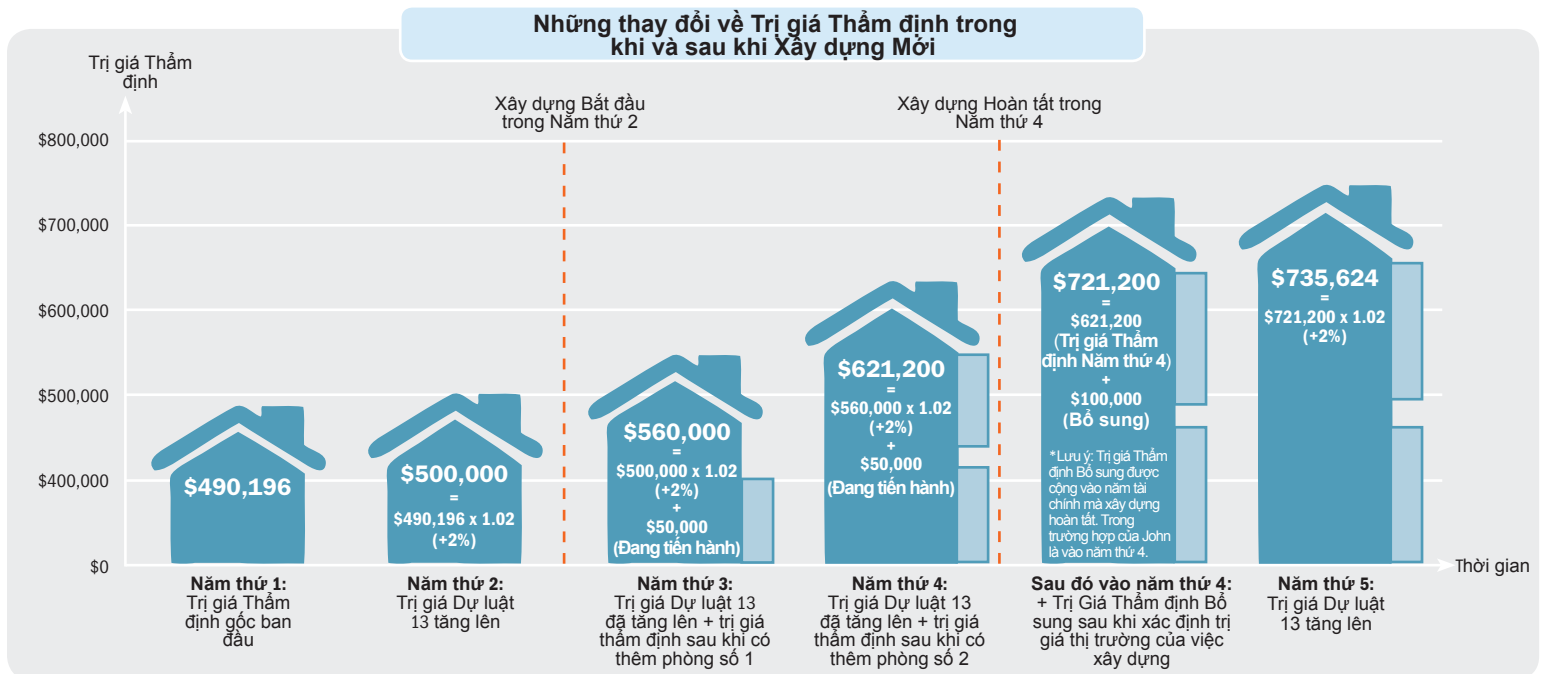 Những thay đổi về Trị giá Thẩm định trong
khi và sau khi Xây dựng Mới
Trị giá Thẩm
định
Xây dựng Bắt đầu
trong Năm thứ 2
Xây dựng Hoàn tất trong
Năm thứ 4
$800,000
$700,000
$600,000
$500,000
$400,000
$0
$490,196
$500,000
=
$490,196 x 1.02
(+2%)
$560,000
=
$500,000 x 1.02
(+2%)
+
$50,000
(Đang tiến hành)
$621,200
=
$560,000 x 1.02
(+2%)
+
$50,000
(Đang tiến hành)
$721,200
=
$621,200
(Trị giá Thẩm
định Năm thứ 4)
+
$100,000
(Bổ sung)
*Lưu ý: Trị giá Thẩm
định Bổ sung được
cộng vào năm tài
chính mà xây dựng
hoàn tất. Trong
trường hợp của John
là vào năm thứ 4.
$735,624
=
$721,200 x 1.02
(+2%)
Thời gian
Năm thứ 1:
Trị giá Thẩm
định gốc ban
đầu
Năm thứ 2:
Trị giá Dự luật
13 tăng lên
Năm thứ 3:
Trị giá Dự luật 13
đã tăng lên + trị giá
thẩm định sau khi có
thêm phòng số 1
Năm thứ 4:
Trị giá Dự luật 13
đã tăng lên + trị giá
thẩm định sau khi có
thêm phòng số 2
Sau đó vào năm thứ 4:
+ Trị Giá Thẩm định Bổ
sung sau khi xác định trị
giá thị trường của việc
xây dựng
Năm thứ 5:
Trị giá Dự luật
13 tăng lên